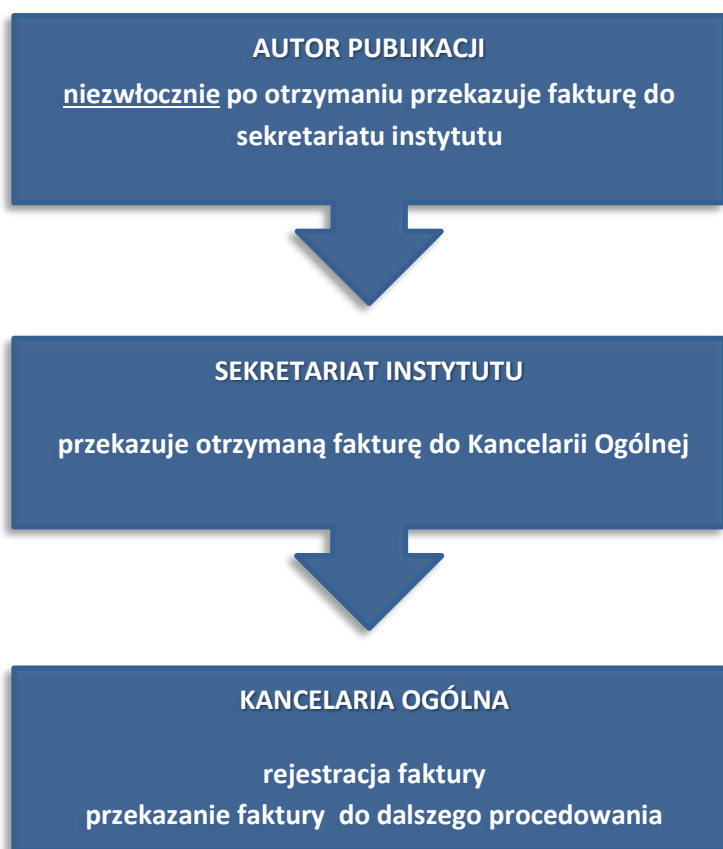 AUTOR PUBLIKACJI
niezwłocznie po otrzymaniu przekazuje fakturę do
sekretariatu instytutu
SEKRETARIAT INSTYTUTU
przekazuje otrzymaną fakturę do Kancelarii Ogólnej
KANCELARIA OGÓLNA
rejestracja faktury
przekazanie faktury  do dalszego procedowania